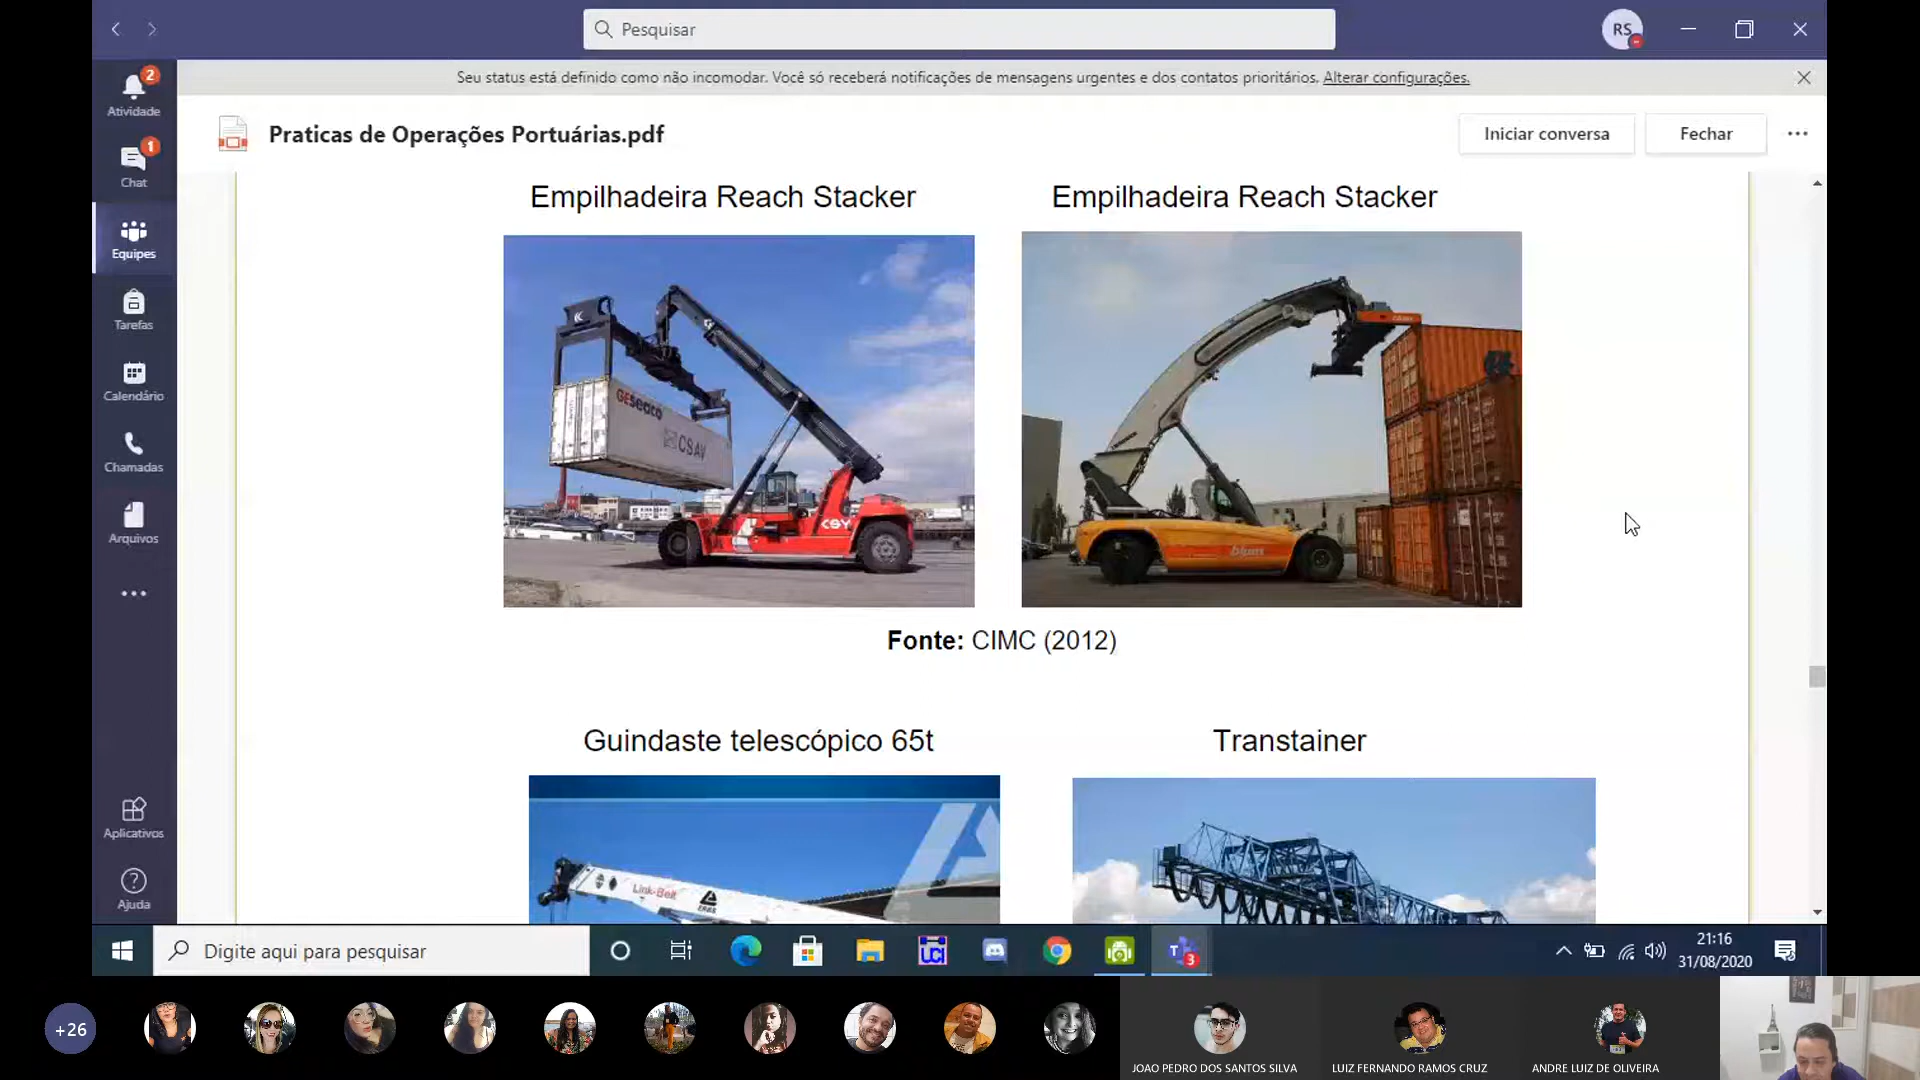 Pesquisar
RS
Seu status está definido como não incomodar. Você só receberá notificações de mensagens urgentes e dos contatos prioritários. Alterar configurações.
2
Atividade
1
Chat
Equipes
Tarefas
Calendário
Chamadas
Arquivos
Aplicativos
Ajuda
Praticas de Operações Portuárias.pdf
Iniciar conversa
Fechar
Empilhadeira Reach Stacker
Empilhadeira Reach Stacker
GESeaco
CSAV
CSY
Fonte: CIMC (2012)
Guindaste telescópico 65t
Transtainer
Link-Belt
Digite aqui para pesquisar
UCI
T
3
21:16
31/08/2020
+26
JOAO PEDRO DOS SANTOS SILVA
LUIZ FERNANDO RAMOS CRUZ
ANDRE LUIZ DE OLIVEIRA